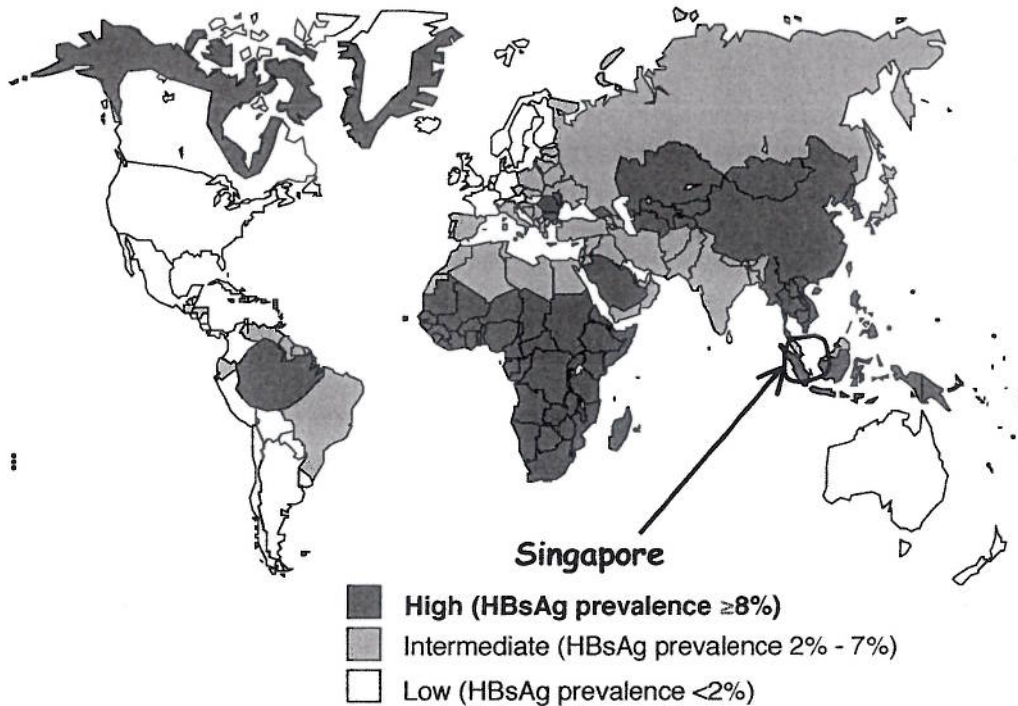 Singapore
High (HBsAg prevalence ≥8%)
Intermediate (HBsAg prevalence 2% - 7%)
Low (HBsAg prevalence <2%)